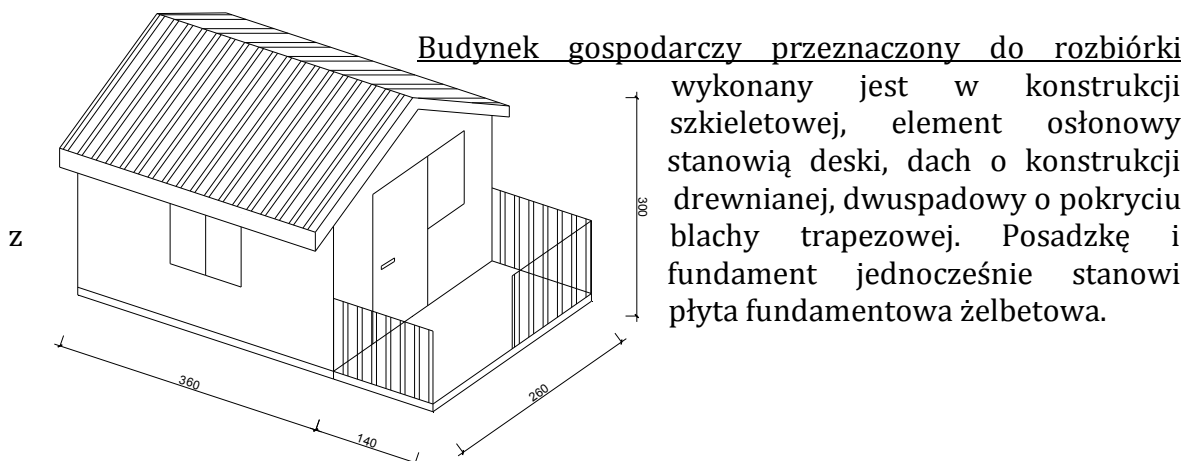 Budynek gospodarczy przeznaczony do rozbiórki
wykonany jest w konstrukcji
szkieletowej, element osłonowy
stanowią deski, dach o konstrukcji
drewnianej, dwuspadowy o pokryciu
z blachy trapezowej. Posadzkę i
fundament jednocześnie stanowi
płyta fundamentowa żelbetowa.
300
360
140
260